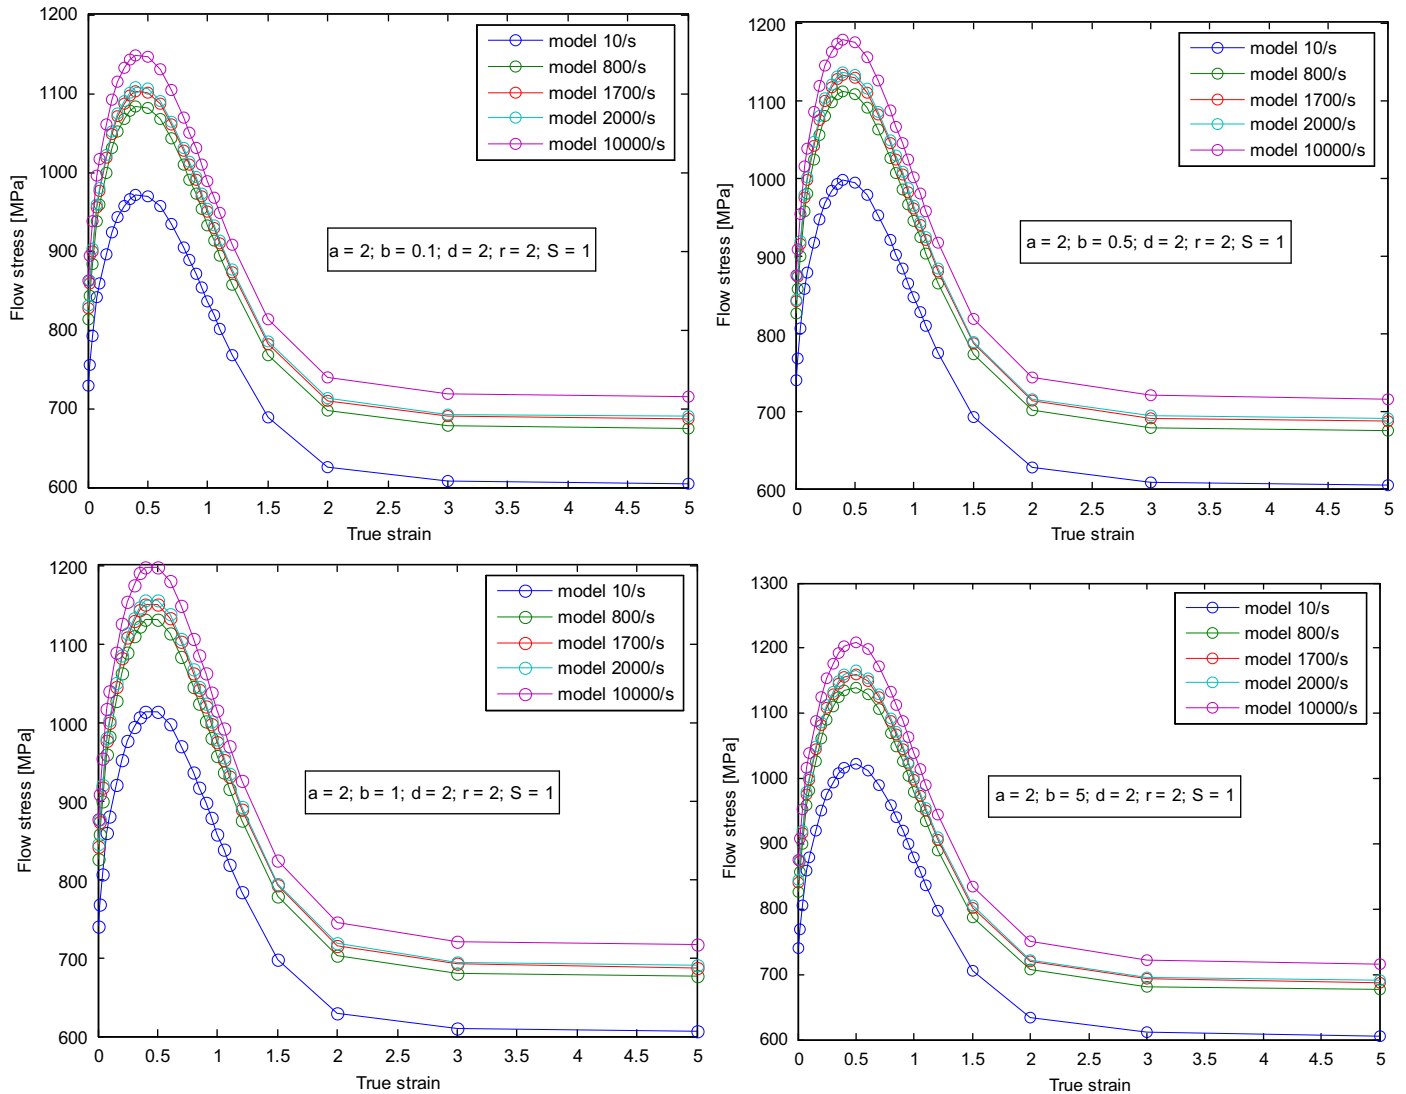 1200
1100
1000
900
800
700
600
Flow stress [MPa]
0 0.5 1 1.5 2 2.5 3 3.5 4 4.5 5
True strain
model 10/s
model 800/s
model 1700/s
model 2000/s
model 10000/s
a = 2; b = 0.1; d = 2; r = 2; S = 1
1200
1100
1000
900
800
700
600
Flow stress [MPa]
0 0.5 1 1.5 2 2.5 3 3.5 4 4.5 5
True strain
model 10/s
model 800/s
model 1700/s
model 2000/s
model 10000/s
a = 2; b = 0.5; d = 2; r = 2; S = 1
1200
1100
1000
900
800
700
600
Flow stress [MPa]
0 0.5 1 1.5 2 2.5 3 3.5 4 4.5 5
True strain
model 10/s
model 800/s
model 1700/s
model 2000/s
model 10000/s
a = 2; b = 1; d = 2; r = 2; S = 1
1300
1200
1100
1000
900
800
700
600
Flow stress [MPa]
0 0.5 1 1.5 2 2.5 3 3.5 4 4.5 5
True strain
model 10/s
model 800/s
model 1700/s
model 2000/s
model 10000/s
a = 2; b = 5; d = 2; r = 2; S = 1